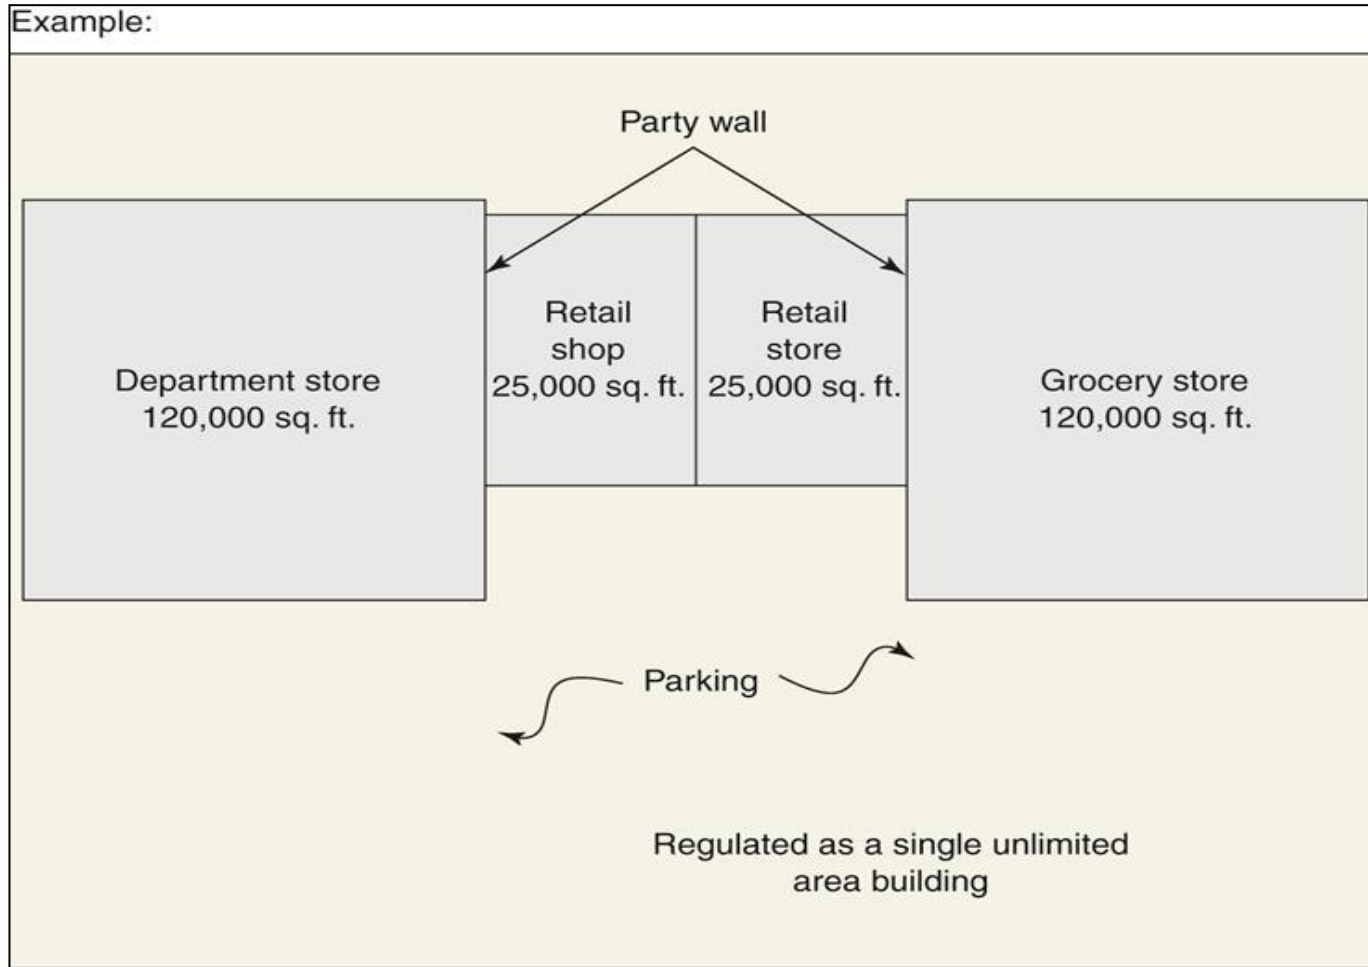 Example:
Party wall
Department store
120,000 sq. ft.
Retail
shop
25,000 sq. ft.
Retail
store
25,000 sq. ft.
Grocery store
120,000 sq. ft.
Parking
Regulated as a single unlimited
area building